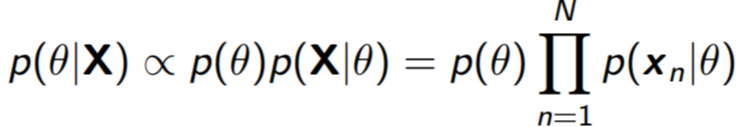 p(θ|X) ∝ p(θ)p(X|θ) = p(θ) ∏_{n=1}^{N} p(x_n|θ)